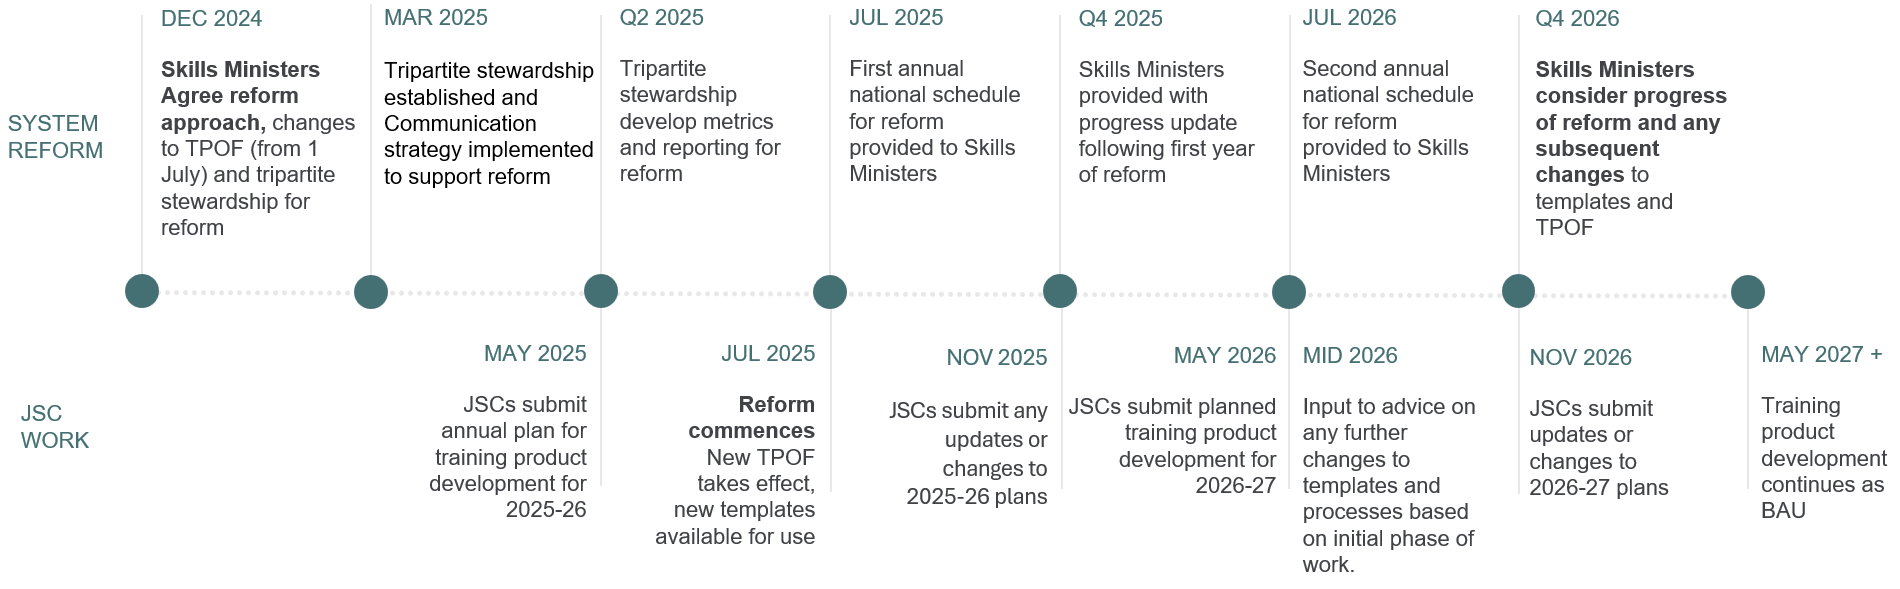 SYSTEM
REFORM
DEC 2024
Skills Ministers
Agree reform
approach, changes
to TPOF (from 1
July) and tripartite
stewardship for
reform
MAR 2025
Tripartite stewardship
established and
Communication
strategy implemented
to support reform
Q2 2025
Tripartite
stewardship
develop metrics
and reporting for
reform
JUL 2025
First annual
national schedule
for reform
provided to Skills
Ministers
Q4 2025
Skills Ministers
provided with
progress update
following first year
of reform
JUL 2026
Second annual
national schedule
for reform
provided to Skills
Ministers
Q4 2026
Skills Ministers
consider progress
of reform and any
subsequent
changes to
templates and
TPOF
JSC
WORK
MAY 2025
JSCs submit
annual plan for
training product
development for
2025-26
JUL 2025
Reform
commences
New TPOF
takes effect,
new templates
available for use
NOV 2025
JSCs submit any
updates or
changes to
2025-26 plans
MAY 2026
JSCs submit planned
training product
development for
2026-27
MID 2026
Input to advice on
any further
changes to
templates and
processes based
on initial phase of
work.
NOV 2026
JSCs submit
updates or
changes to
2026-27 plans
MAY 2027 +
Training
product
development
continues as
BAU